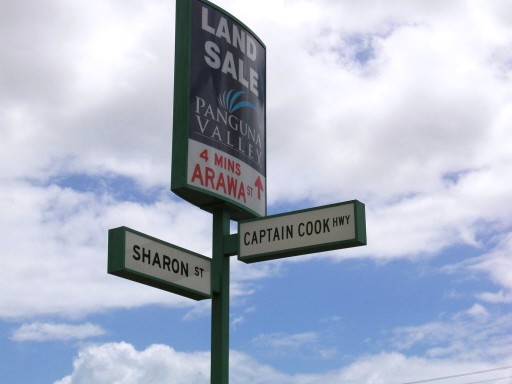 LAND
SALE
PANGUNA
VALLEY
4 MINS
ARAWA ST
CAPTAIN COOK HWY
SHARON ST